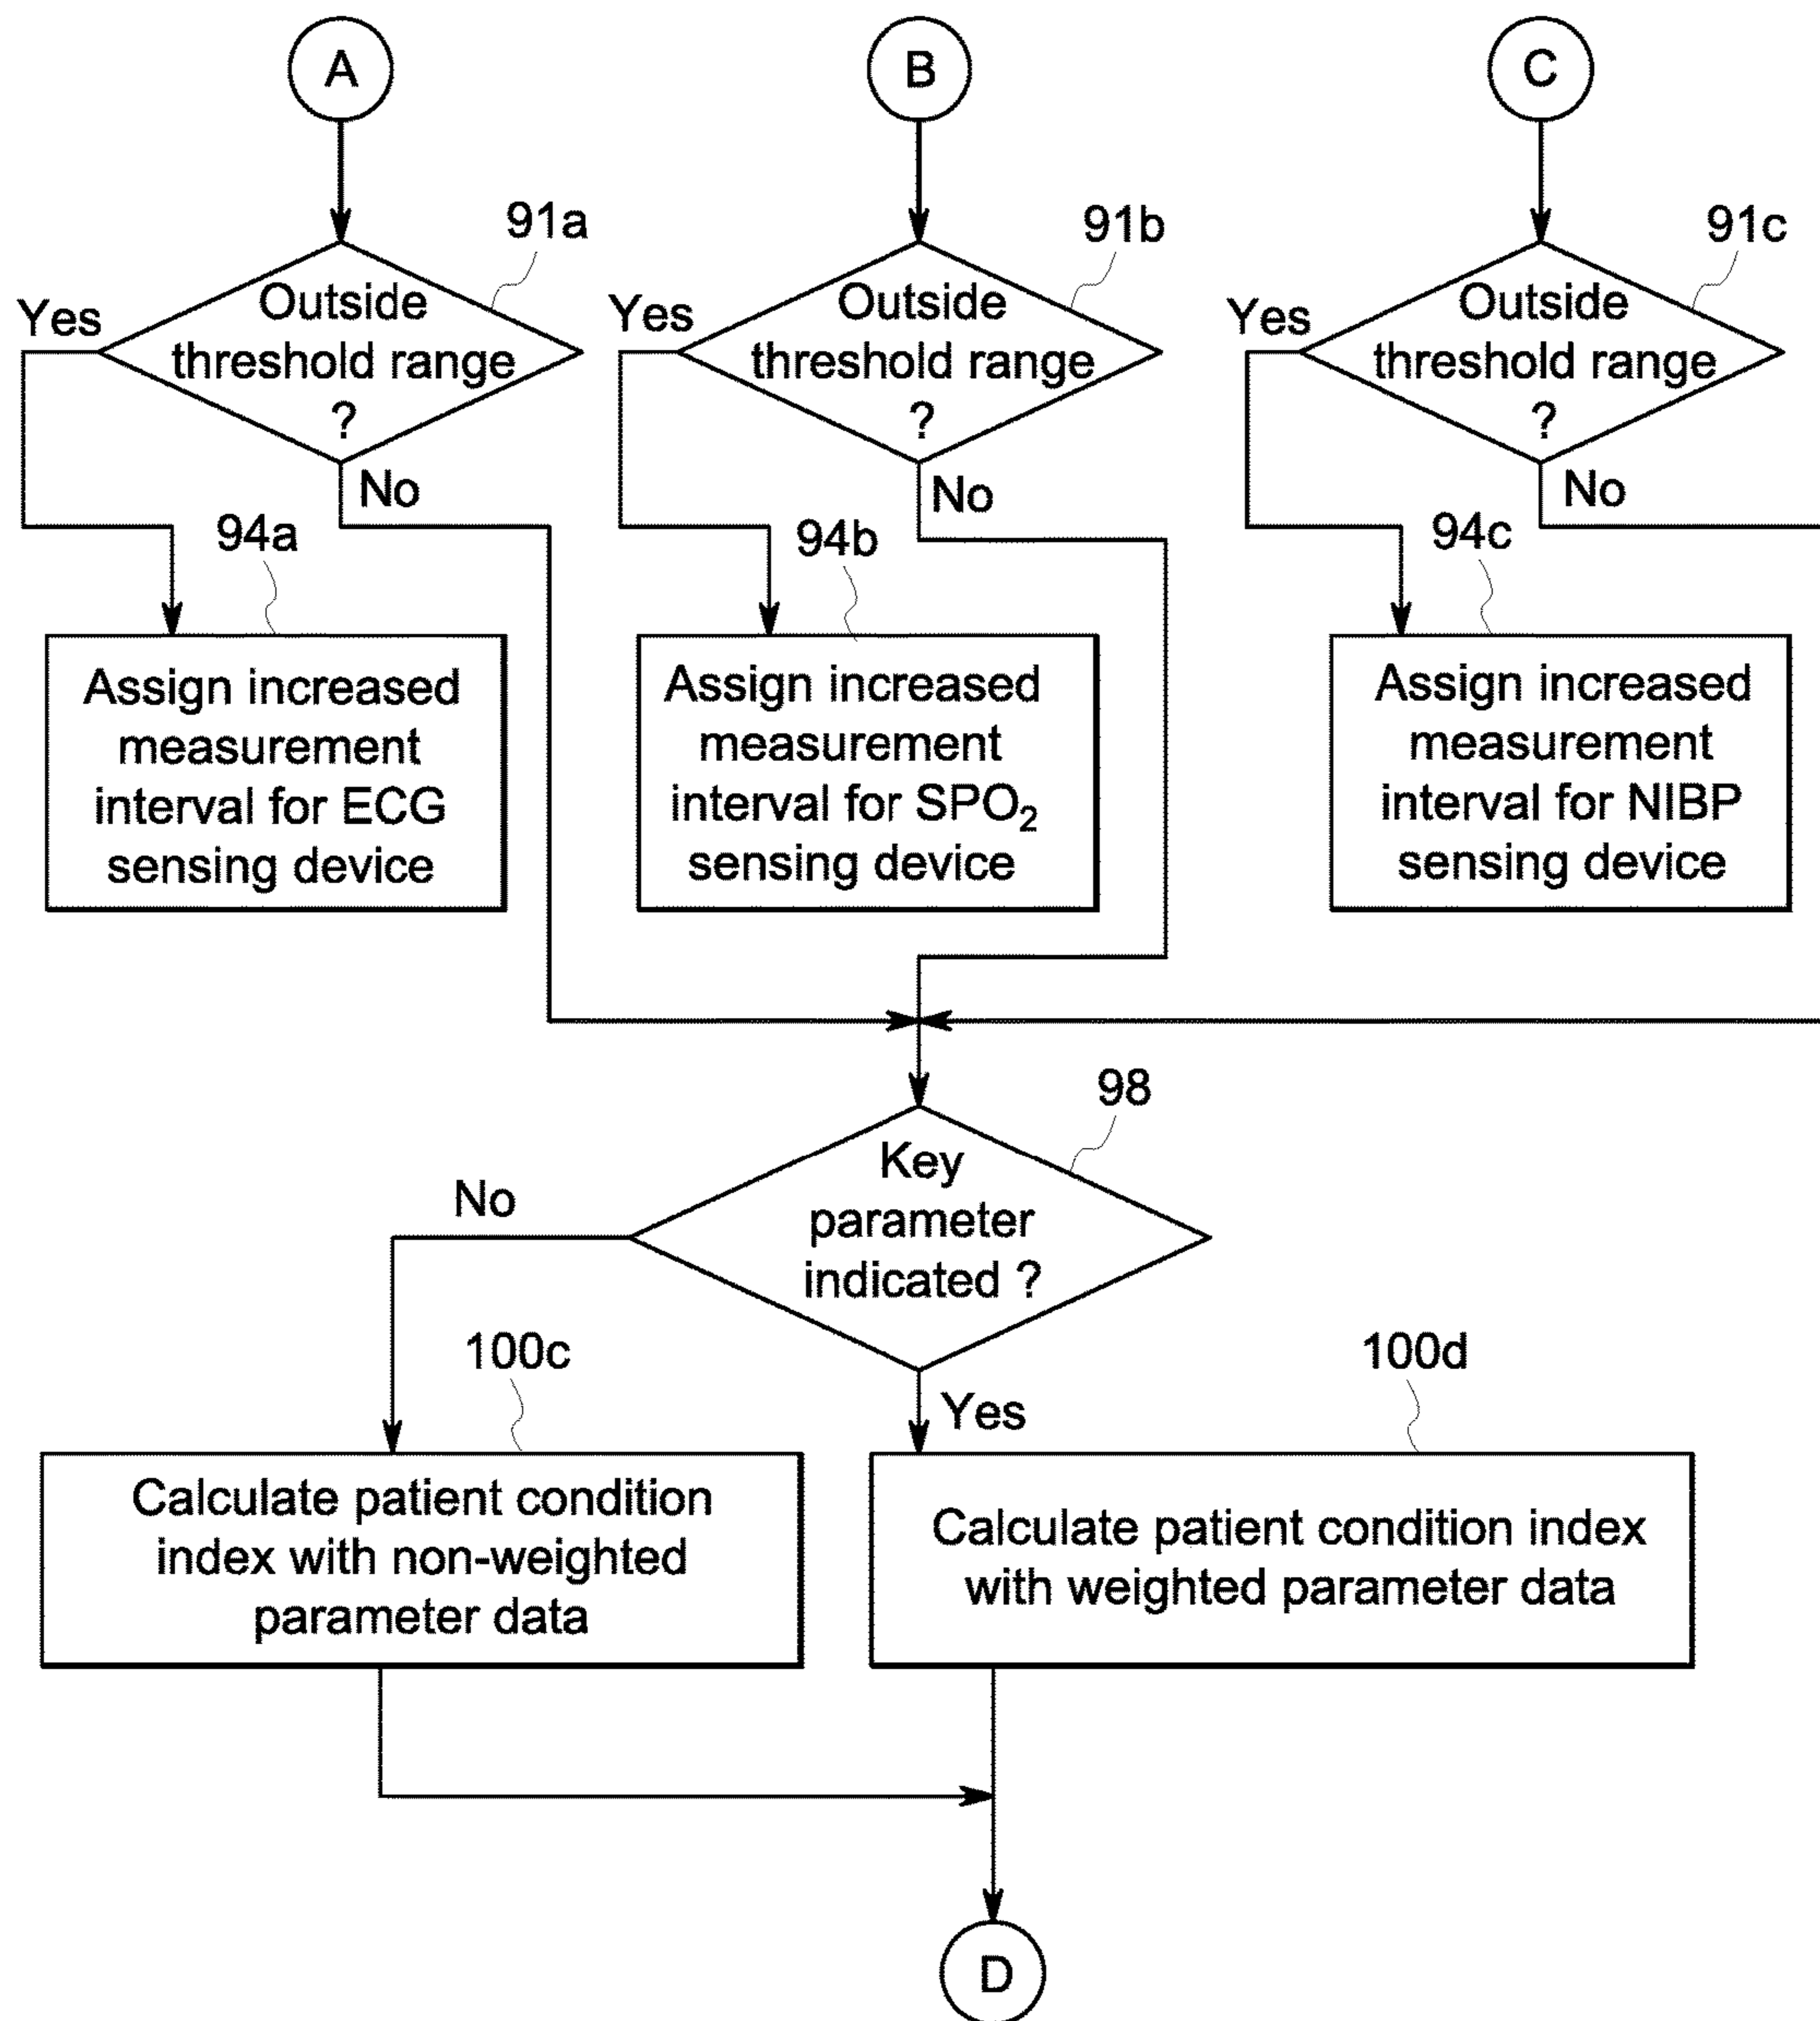 A
B
C
91a
91b
91c
Yes
Outside
threshold range
?
No
Yes
Outside
threshold range
?
No
Yes
Outside
threshold range
?
No
94a
94b
94c
Assign increased
measurement
interval for ECG
sensing device
Assign increased
measurement
interval for SPO₂
sensing device
Assign increased
measurement
interval for NIBP
sensing device
98
Key
parameter
indicated ?
No
Yes
100c
100d
Calculate patient condition
index with non-weighted
parameter data
Calculate patient condition index
with weighted parameter data
D